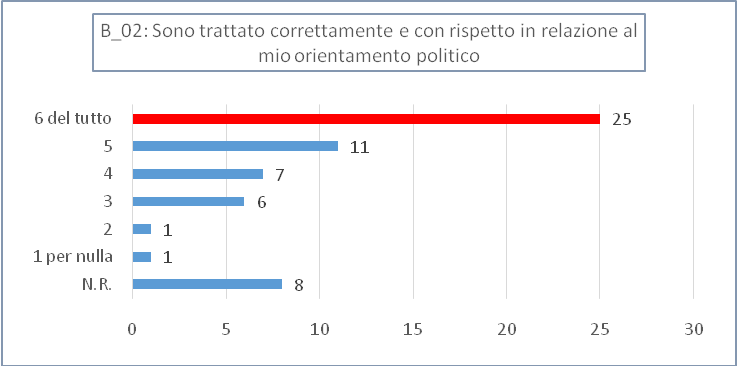 B_02: Sono trattato correttamente e con rispetto in relazione al
mio orientamento politico
6 del tutto 25
5 11
4 7
3 6
2 1
1 per nulla 1
N.R. 8
0 5 10 15 20 25 30